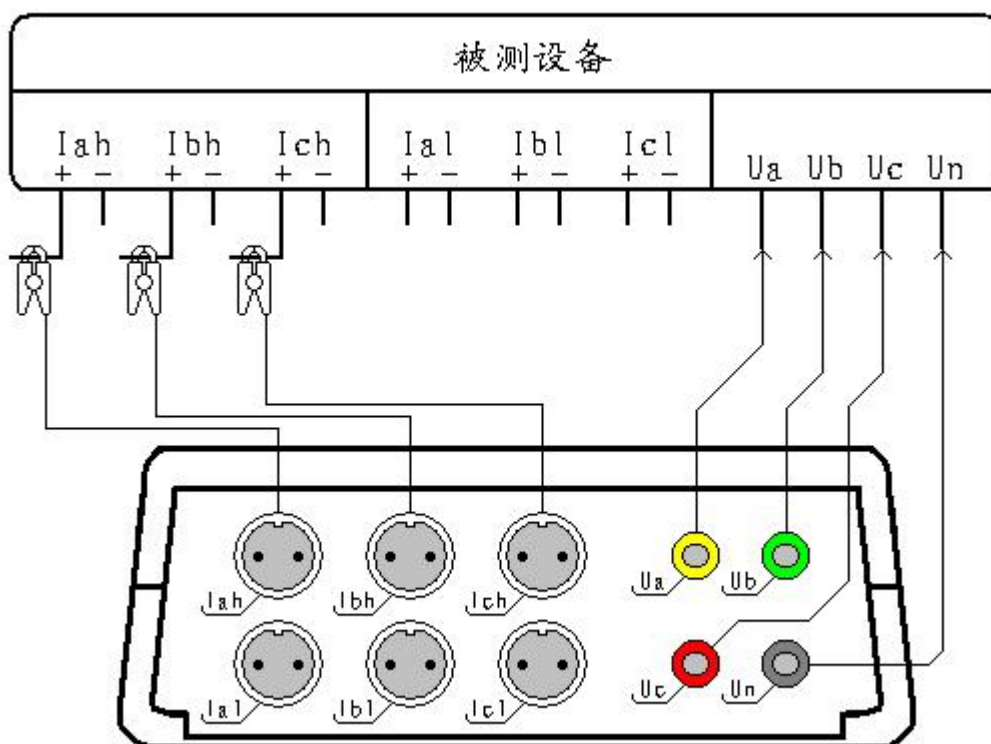 被测设备
Iah Ibh Ich Ial Ibl Icl Ua Ub Uc Un
+ − + − + − + − + − + −
Iah Ibh Ich Ua Ub
Ial Ibl Icl Uc Un